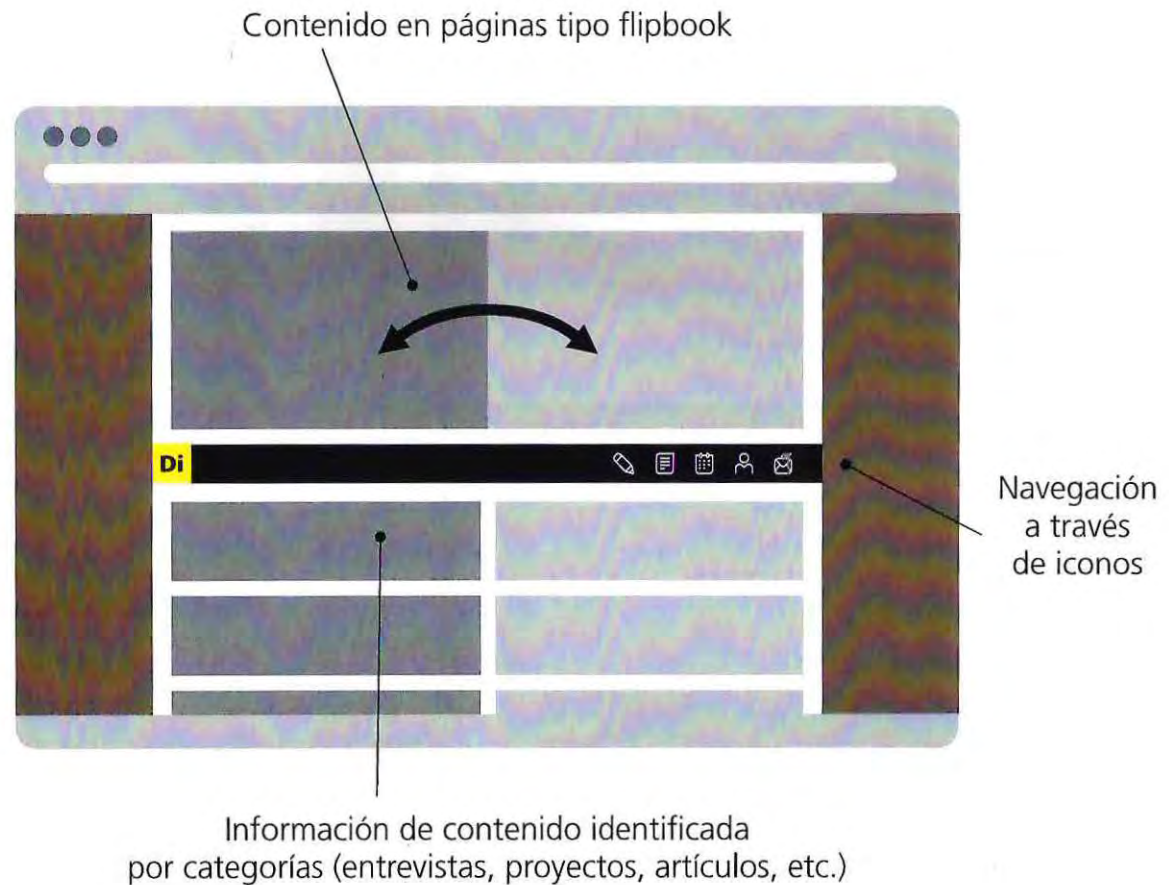 Contenido en páginas tipo flipbook
Di
Navegación
a través
de iconos
Información de contenido identificada
por categorías (entrevistas, proyectos, artículos, etc.)